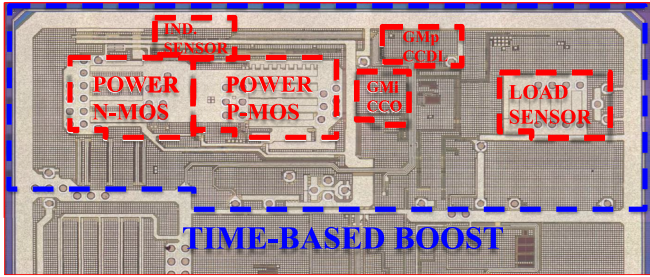 IND.
SENSOR
GMp
CCDL
POWER
N-MOS
POWER
P-MOS
GMi
CCO
LOAD
SENSOR
TIME-BASED BOOST